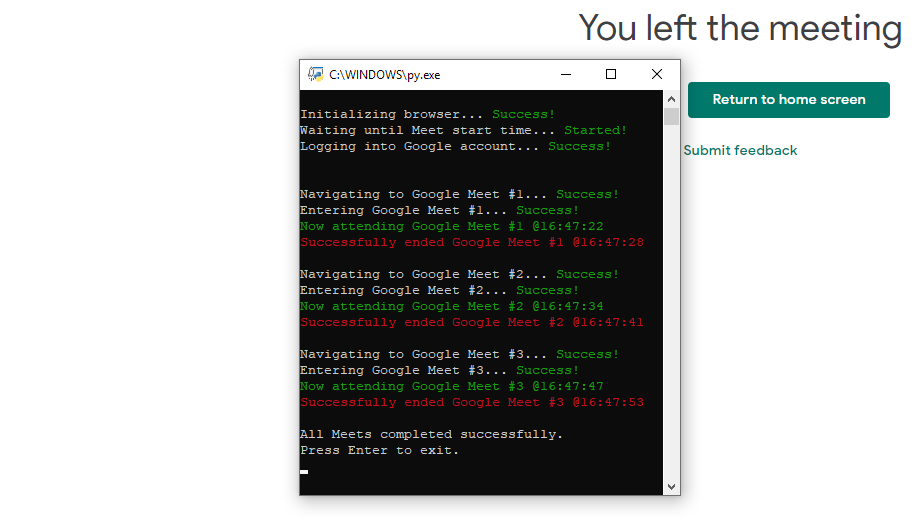 You left the meeting
C:\WINDOWS\py.exe
Return to home screen
Submit feedback
Initializing browser... Success!
Waiting until Meet start time... Started!
Logging into Google account... Success!
Navigating to Google Meet #1... Success!
Entering Google Meet #1... Success!
Now attending Google Meet #1 @16:47:22
Successfully ended Google Meet #1 @16:47:28
Navigating to Google Meet #2... Success!
Entering Google Meet #2... Success!
Now attending Google Meet #2 @16:47:34
Successfully ended Google Meet #2 @16:47:41
Navigating to Google Meet #3... Success!
Entering Google Meet #3... Success!
Now attending Google Meet #3 @16:47:47
Successfully ended Google Meet #3 @16:47:53
All Meets completed successfully.
Press Enter to exit.